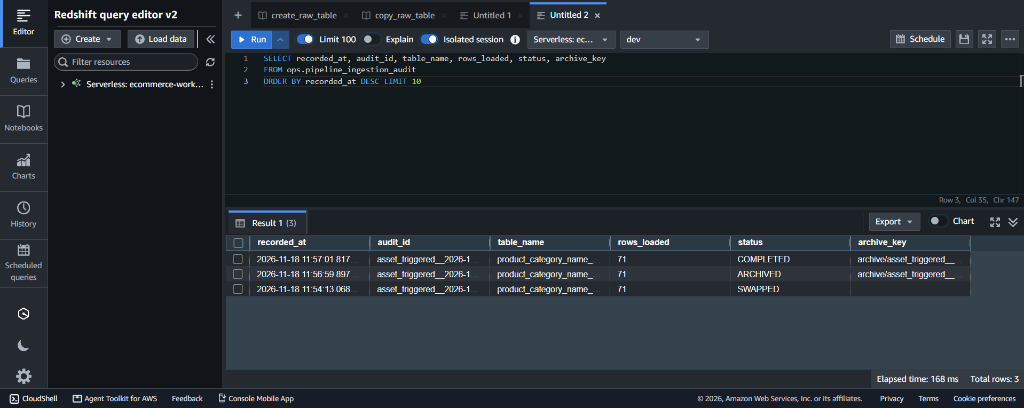 Redshift query editor v2
Editor
Queries
Notebooks
Charts
History
Scheduled queries
Create
Load data
Filter resources
Serverless: ecommerce-work...
create_raw_table
copy_raw_table
Untitled 1
Untitled 2
Run
Limit 100
Explain
Isolated session
Serverless: ec...
dev
Schedule
1 SELECT recorded_at, audit_id, table_name, rows_loaded, status, archive_key
2 FROM ops.pipeline_ingestion_audit
3 ORDER BY recorded_at DESC LIMIT 10
Row 3, Col 35, Chr 147
Result 1 (3)
Export
Chart
recorded_at audit_id table_name rows_loaded status archive_key
2026-11-18 11:57:01.817... asset_triggered__2026-1... product_category_name_... 71 COMPLETED archive/asset_triggered__...
2026-11-18 11:56:59.897... asset_triggered__2026-1... product_category_name_... 71 ARCHIVED archive/asset_triggered__...
2026-11-18 11:54:13.068... asset_triggered__2026-1... product_category_name_... 71 SWAPPED
Elapsed time: 168 ms Total rows: 3
CloudShell Agent Toolkit for AWS Feedback Console Mobile App © 2026, Amazon Web Services, Inc. or its affiliates. Privacy Terms Cookie preferences